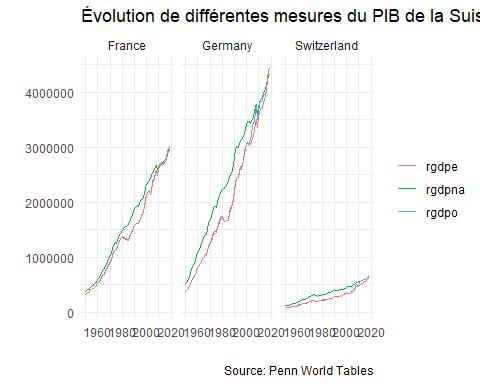 Évolution de différentes mesures du PIB de la Suis
France Germany Switzerland
4000000
3000000
2000000
1000000
0
1960 1980 2000 2020 1960 1980 2000 2020 1960 1980 2000 2020
rgdpe
rgdpna
rgdpo
Source: Penn World Tables